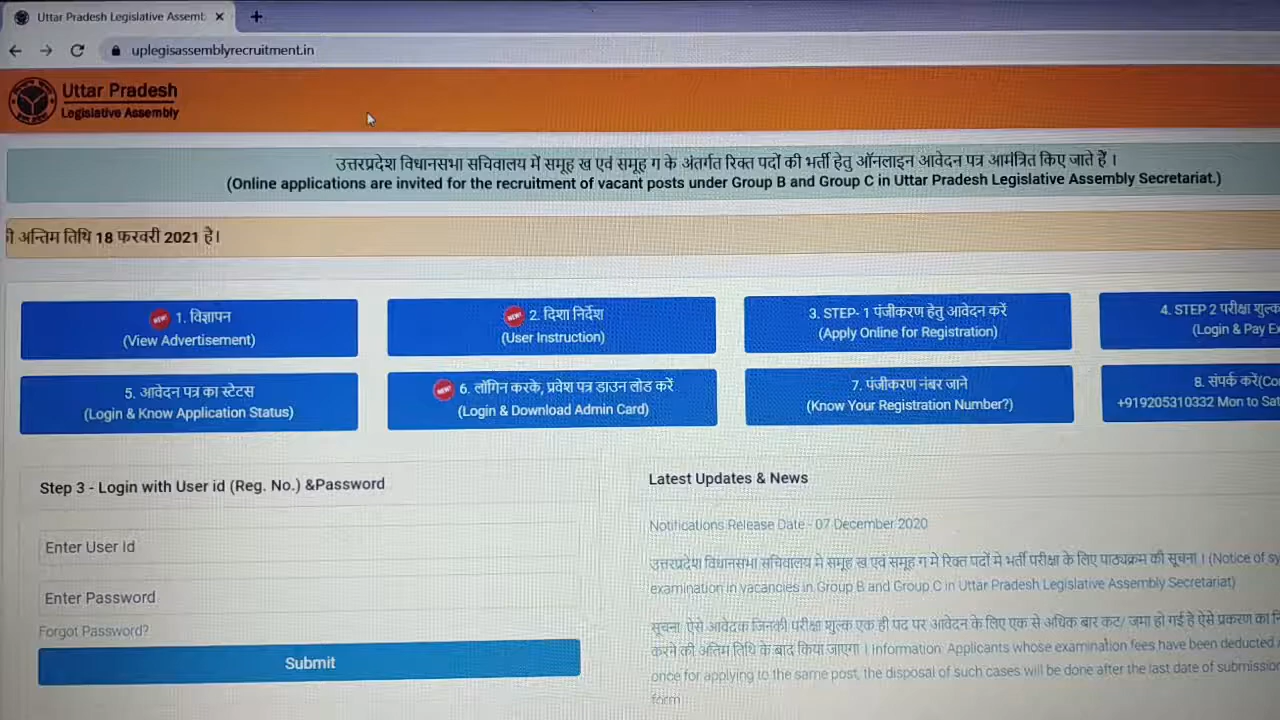 Uttar Pradesh Legislative Assemb
uplegisassemblyrecruitment.in
Uttar Pradesh
Legislative Assembly
उत्तरप्रदेश विधानसभा सचिवालय में समूह ख एवं समूह ग के अंतर्गत रिक्त पदों की भर्ती हेतु ऑनलाइन आवेदन पत्र आमंत्रित किए जाते हैं ।
(Online applications are invited for the recruitment of vacant posts under Group B and Group C in Uttar Pradesh Legislative Assembly Secretariat.)
अन्तिम तिथि 18 फरवरी 2021 है।
NEW! 1. विज्ञापन
(View Advertisement)
NEW! 2. दिशा निर्देश
(User Instruction)
3. STEP- 1 पंजीकरण हेतु आवेदन करें
(Apply Online for Registration)
4. STEP 2 परीक्षा शुल्क
(Login & Pay Ex
5. आवेदन पत्र का स्टेटस
(Login & Know Application Status)
NEW! 6. लॉगिन करके, प्रवेश पत्र डाउन लोड करें
(Login & Download Admin Card)
7. पंजीकरण नंबर जाने
(Know Your Registration Number?)
8. संपर्क करें(Co
+919205310332 Mon to Sat
Step 3 - Login with User id (Reg. No.) &Password
Enter User Id
Enter Password
Forgot Password?
Submit
Latest Updates & News
Notifications Release Date - 07 December 2020
उत्तरप्रदेश विधानसभा सचिवालय मे समूह ख एवं समूह ग मे रिक्त पदों मे भर्ती परीक्षा के लिए पाठ्यक्रम की सूचना । (Notice of sy
examination in vacancies in Group B and Group C in Uttar Pradesh Legislative Assembly Secretariat)
सूचना: ऐसे आवेदक जिनकी परीक्षा शुल्क एक ही पद पर आवेदन के लिए एक से अधिक बार कट/ जमा हो गई है ऐसे प्रकरण का
करने की अंतिम तिथि के बाद किया जाएगा । Information: Applicants whose examination fees have been deducted
once for applying to the same post, the disposal of such cases will be done after the last date of submission
form